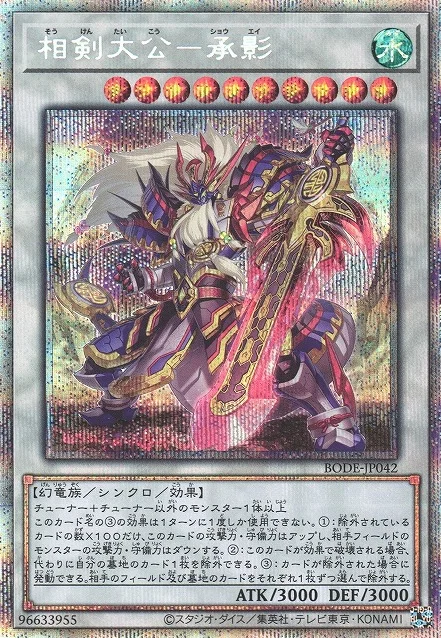 相剣大公－承影
水
BODE-JP042
【幻竜族／シンクロ／効果】
チューナー＋チューナー以外のモンスター1体以上
このカード名の③の効果は1ターンに1度しか使用できない。①：除外されている
カードの数×100だけ、このカードの攻撃力・守備力はアップし、相手フィールドの
モンスターの攻撃力・守備力はダウンする。②：このカードが効果で破壊される場合、
代わりに自分の墓地のカード1枚を除外できる。③：カードが除外された場合に
発動できる。相手のフィールド及び墓地のカードをそれぞれ1枚ずつ選んで除外する。
ATK/3000 DEF/3000
96633955
©スタジオ・ダイス／集英社・テレビ東京・KONAMI